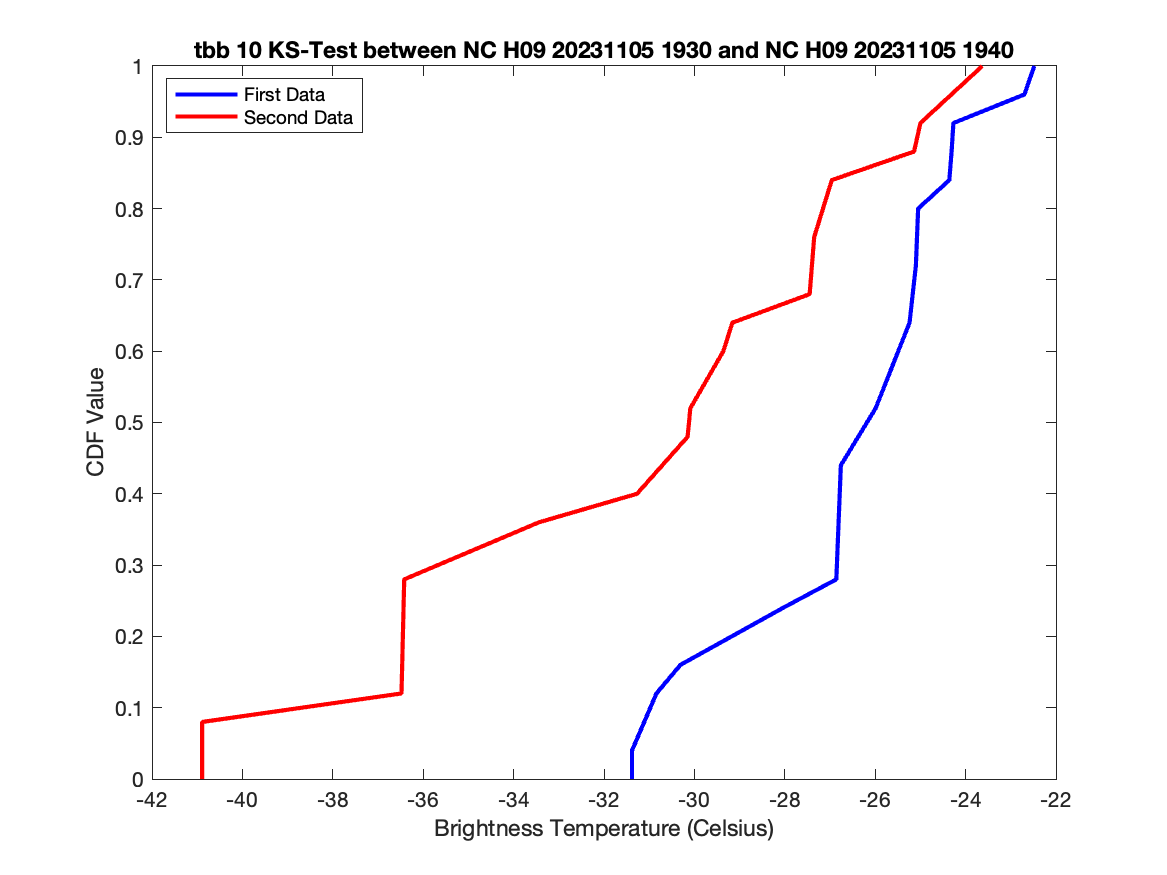 tbb 10 KS-Test between NC H09 20231105 1930 and NC H09 20231105 1940
First Data
Second Data
1
0.9
0.8
0.7
0.6
0.5
0.4
0.3
0.2
0.1
0
CDF Value
-42 -40 -38 -36 -34 -32 -30 -28 -26 -24 -22
Brightness Temperature (Celsius)